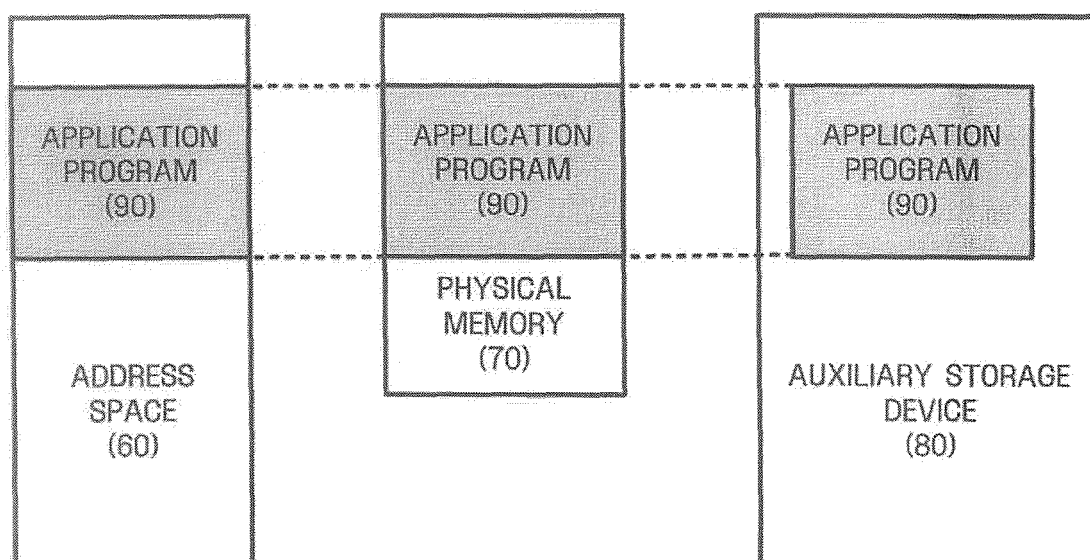 APPLICATION
PROGRAM
(90)
APPLICATION
PROGRAM
(90)
APPLICATION
PROGRAM
(90)
PHYSICAL
MEMORY
(70)
ADDRESS
SPACE
(60)
AUXILIARY STORAGE
DEVICE
(80)